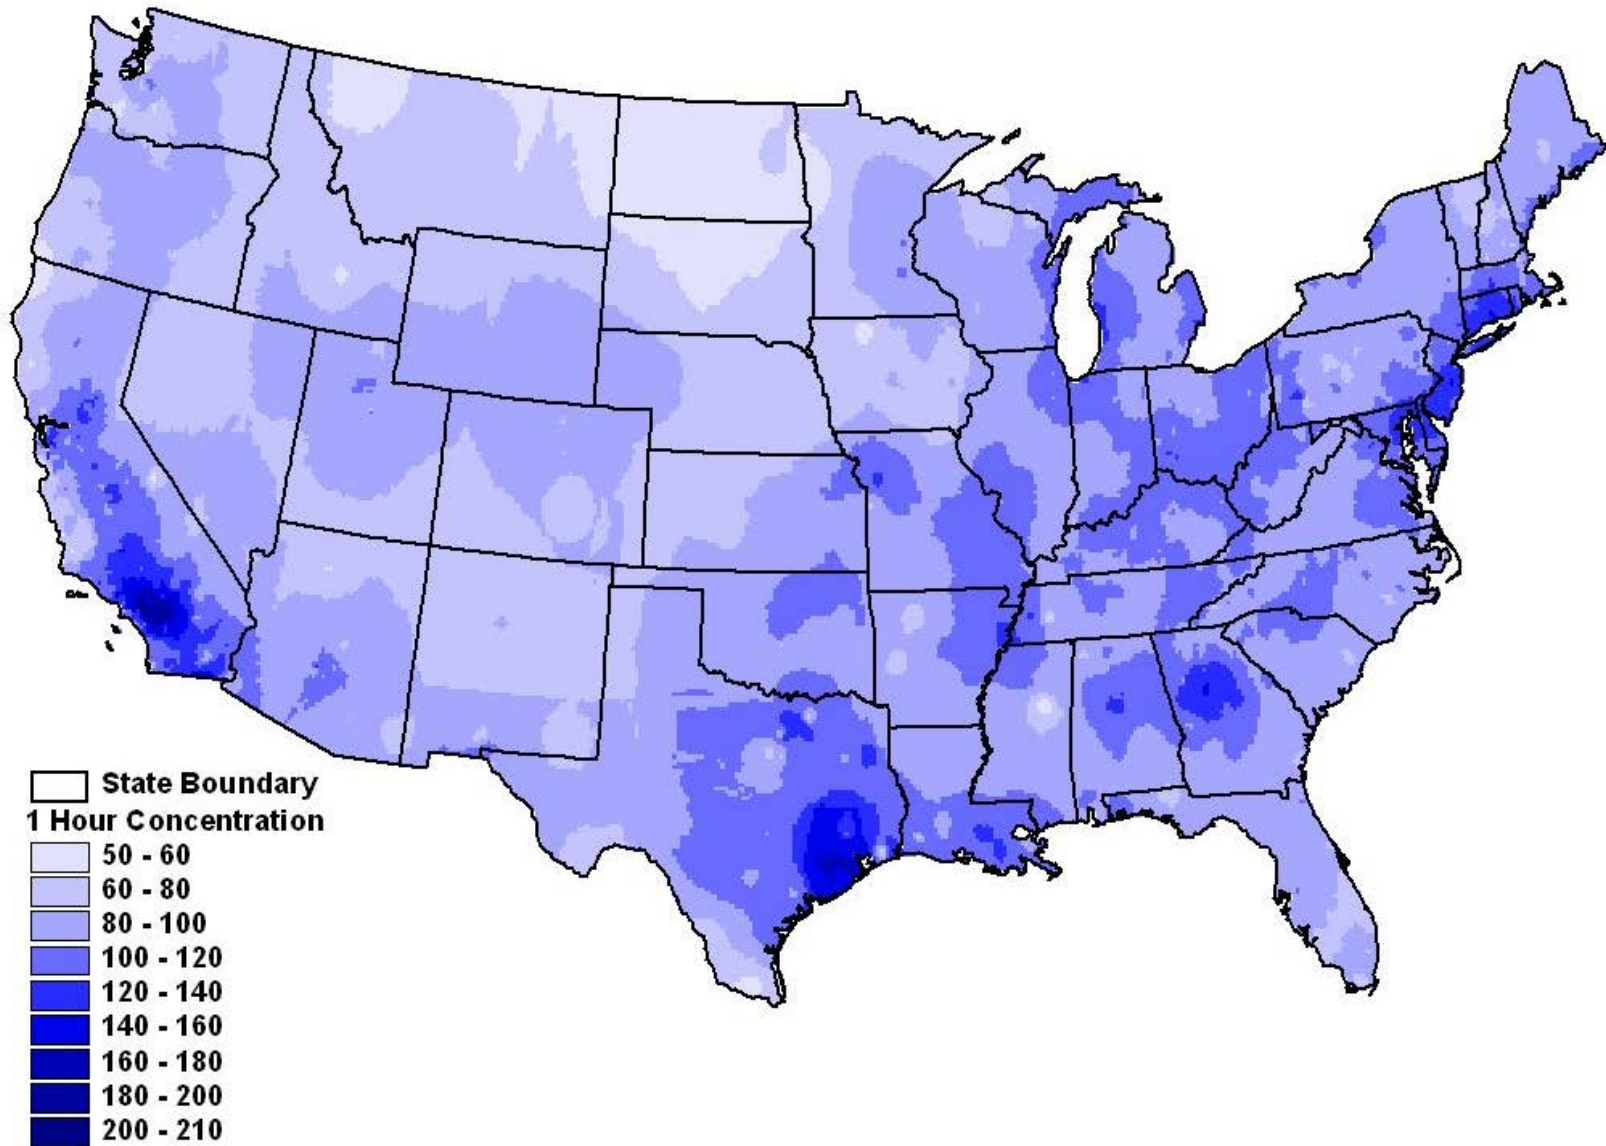 State Boundary
1 Hour Concentration
50 - 60
60 - 80
80 - 100
100 - 120
120 - 140
140 - 160
160 - 180
180 - 200
200 - 210